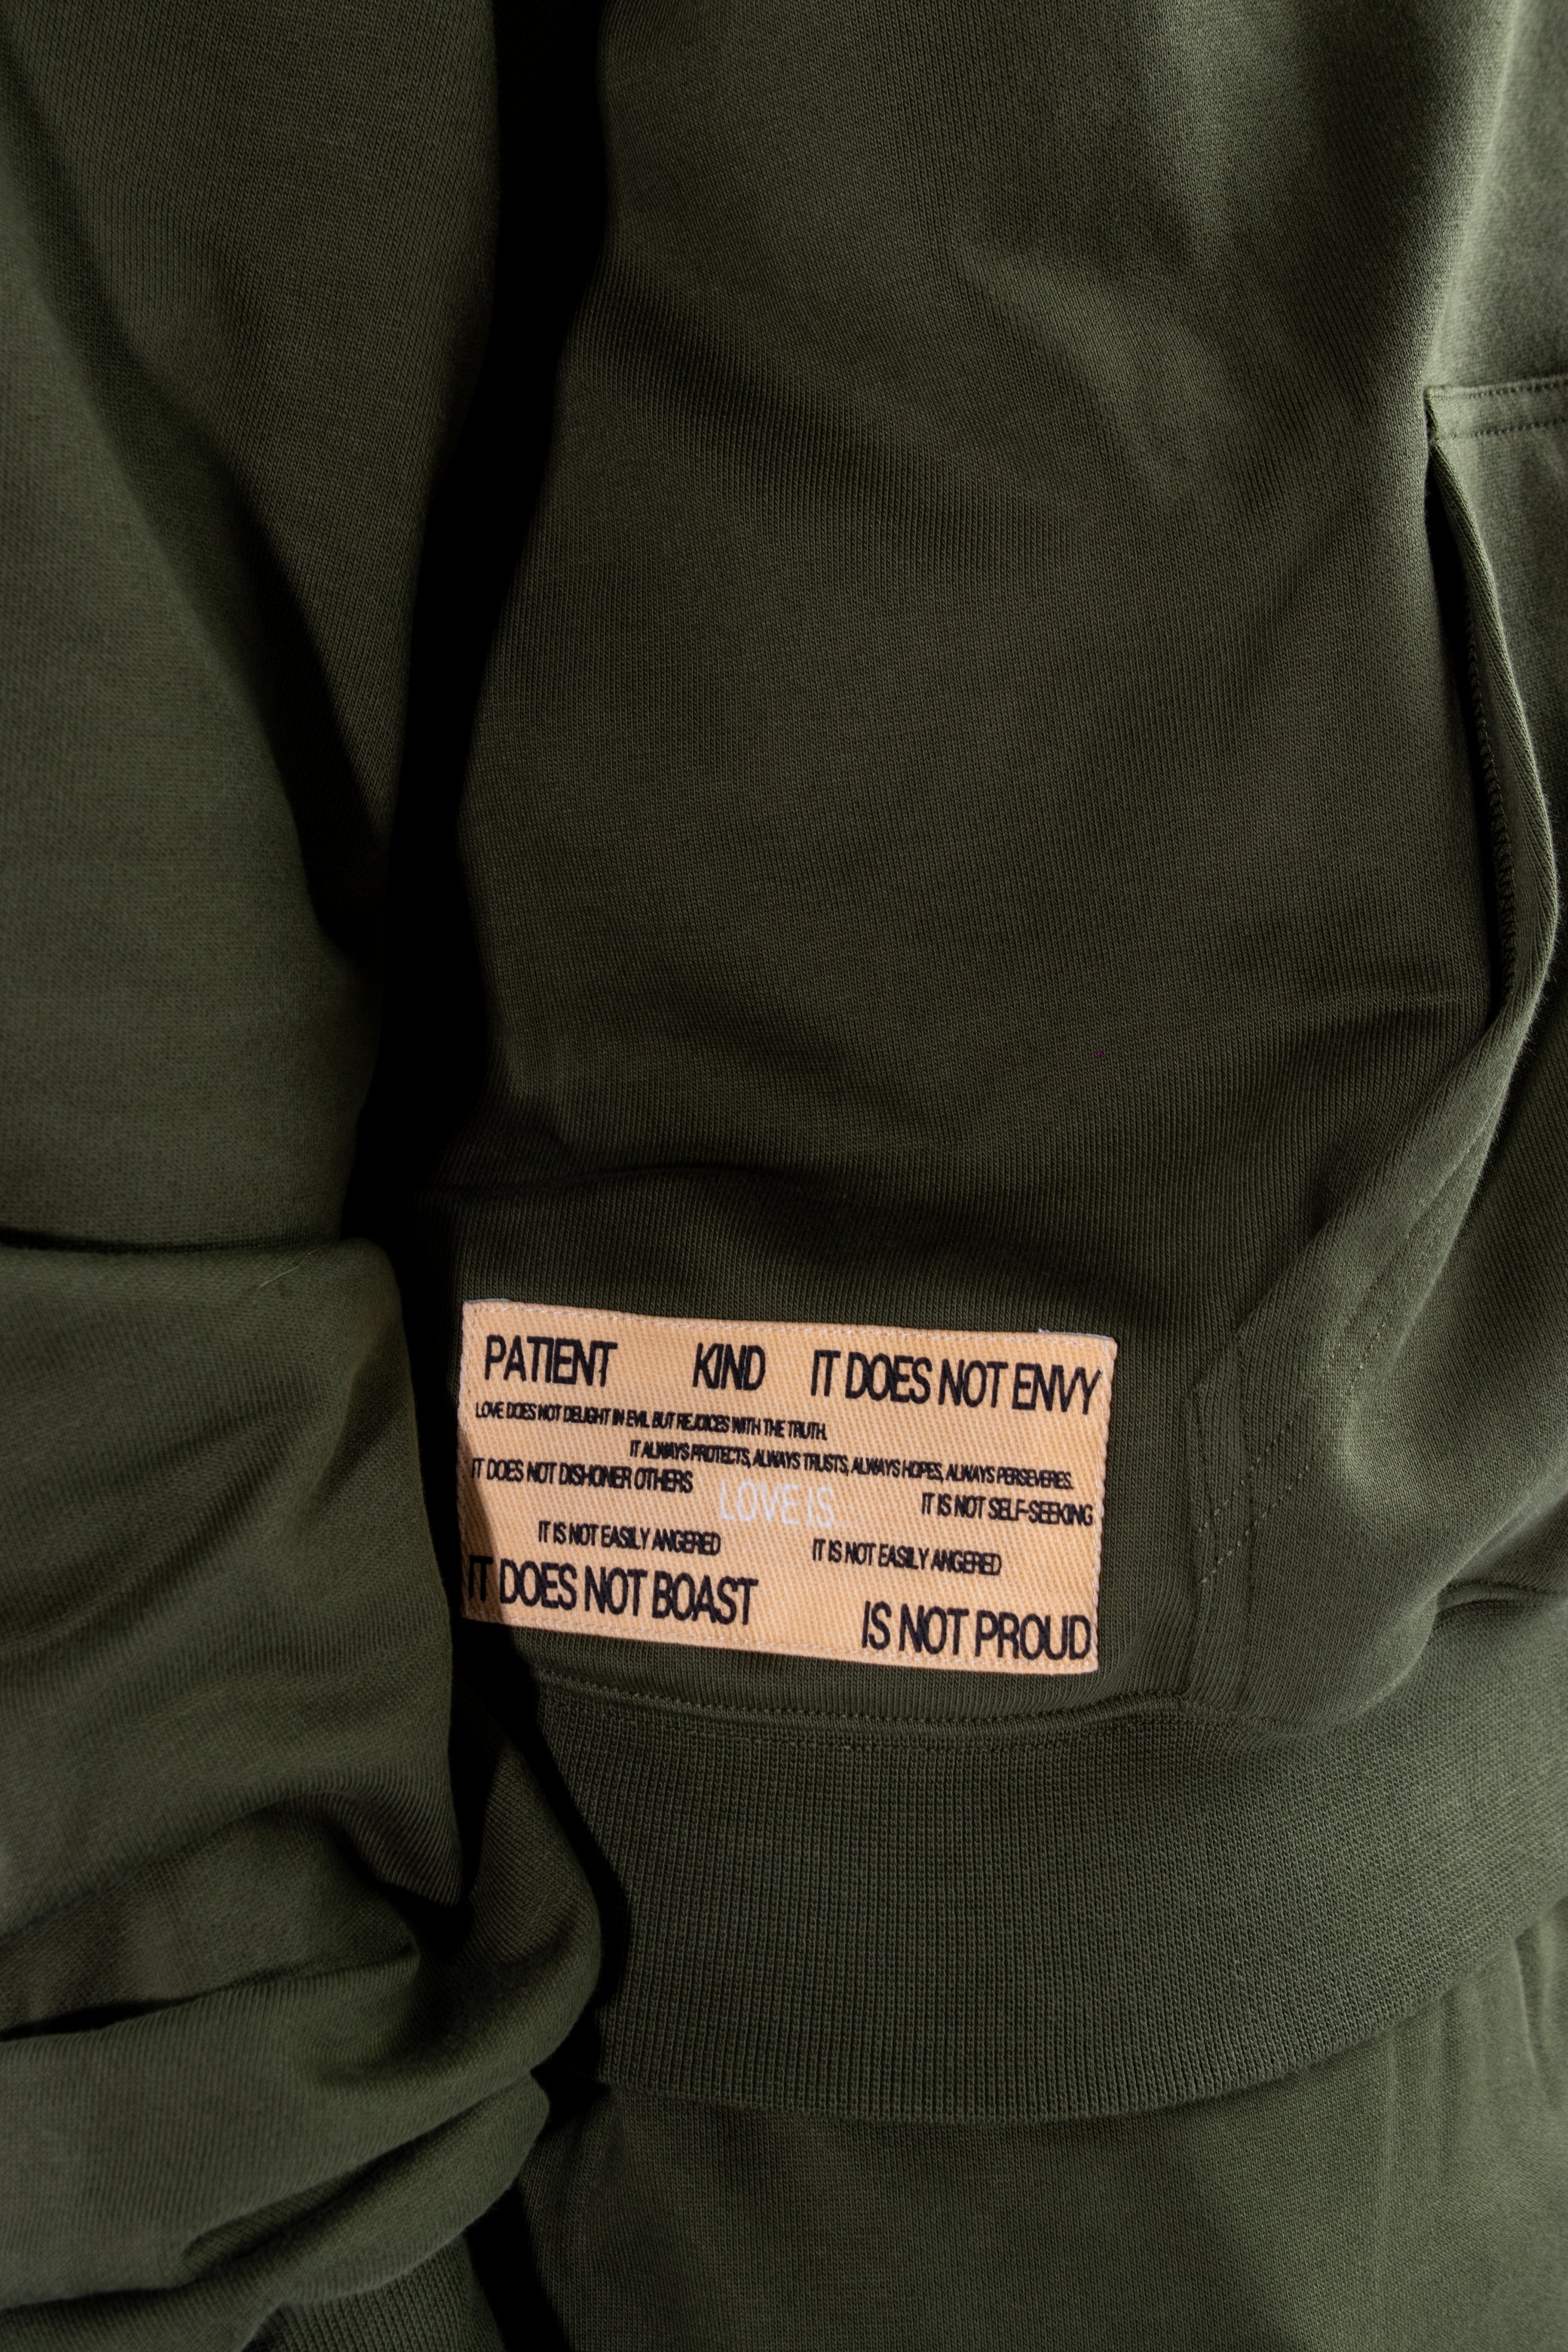 PATIENT KIND IT DOES NOT ENVY
LOVE DOES NOT DELIGHT IN EVIL BUT REJOICES WITH THE TRUTH.
IT ALWAYS PROTECTS, ALWAYS TRUSTS, ALWAYS HOPES, ALWAYS PERSEVERES.
IT DOES NOT DISHONER OTHERS
LOVE IS...
IT IS NOT SELF-SEEKING
IT IS NOT EASILY ANGERED
IT IS NOT EASILY ANGERED
IT DOES NOT BOAST
IS NOT PROUD